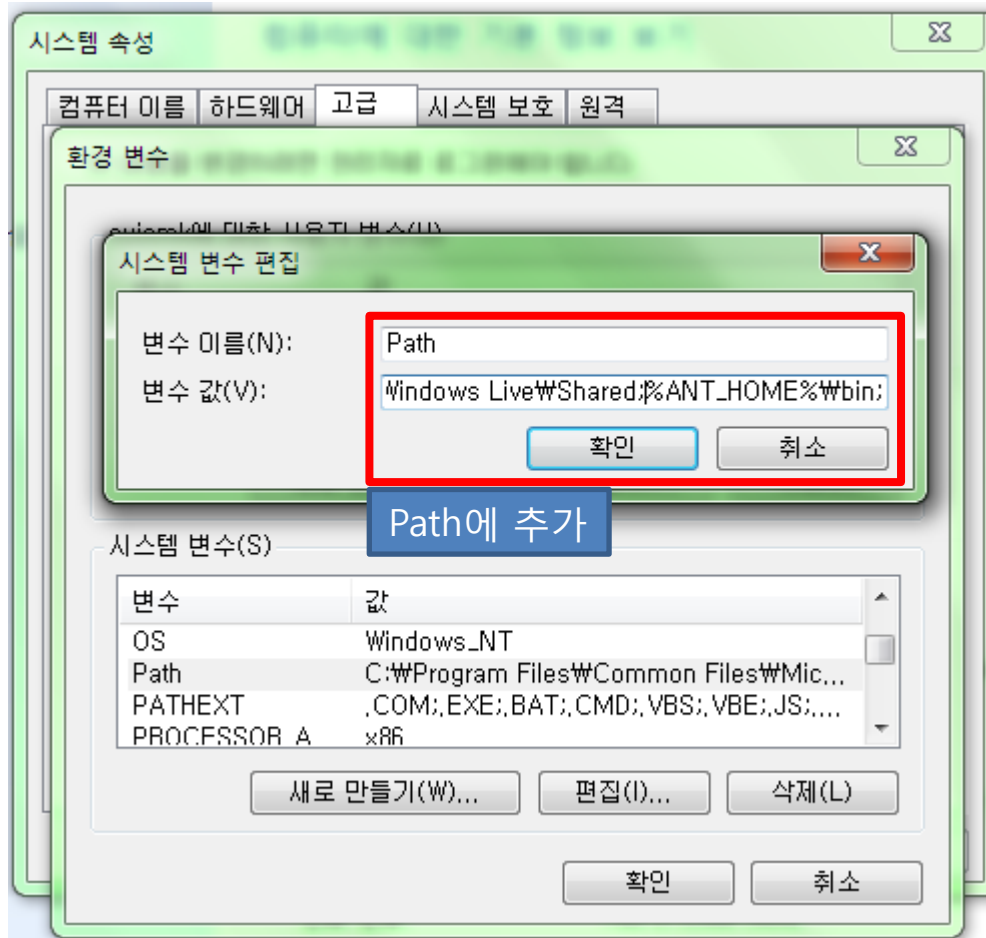 시스템 속성
컴퓨터 이름 하드웨어 고급 시스템 보호 원격
환경 변수
시스템 변수 편집
변수 이름(N): Path
변수 값(V): Windows Live₩Shared;%ANT_HOME%₩bin;
확인 취소
Path에 추가
시스템 변수(S)
변수 값
OS Windows_NT
Path C:₩Program Files₩Common Files₩Mic...
PATHEXT .COM;.EXE;.BAT;.CMD;.VBS;.VBE;.JS;....
PROCESSOR_A x86
새로 만들기(W)... 편집(I)... 삭제(L)
확인 취소